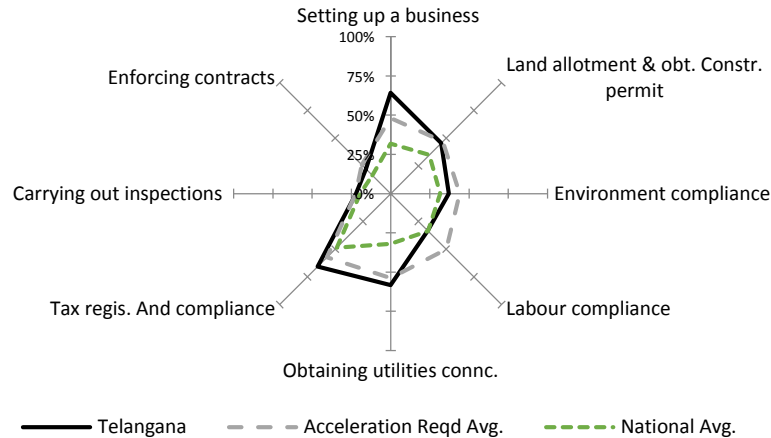 Setting up a business
100%
Land allotment & obt. Constr.
permit
Enforcing contracts
75%
50%
25%
Carrying out inspections
0%
Environment compliance
Tax regis. And compliance
Labour compliance
Obtaining utilities connc.
Telangana Acceleration Reqd Avg. National Avg.